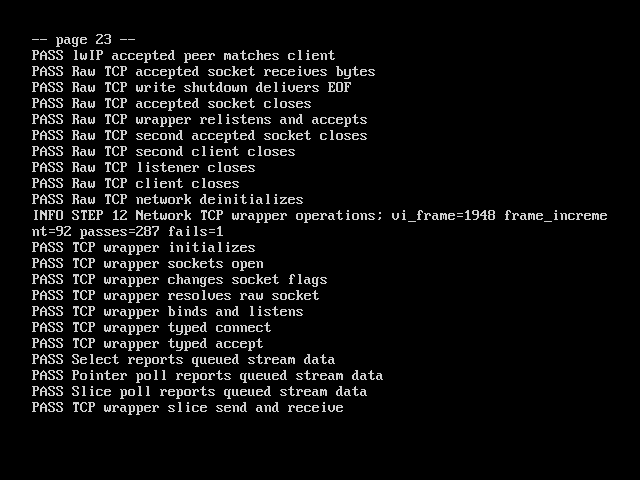 -- page 23 --
PASS lwIP accepted peer matches client
PASS Raw TCP accepted socket receives bytes
PASS Raw TCP write shutdown delivers EOF
PASS Raw TCP accepted socket closes
PASS Raw TCP wrapper relistens and accepts
PASS Raw TCP second accepted socket closes
PASS Raw TCP second client closes
PASS Raw TCP listener closes
PASS Raw TCP client closes
PASS Raw TCP network deinitializes
INFO STEP 12 Network TCP wrapper operations; vi_frame=1948 frame_increme
nt=92 passes=287 fails=1
PASS TCP wrapper initializes
PASS TCP wrapper sockets open
PASS TCP wrapper changes socket flags
PASS TCP wrapper resolves raw socket
PASS TCP wrapper binds and listens
PASS TCP wrapper typed connect
PASS TCP wrapper typed accept
PASS Select reports queued stream data
PASS Pointer poll reports queued stream data
PASS Slice poll reports queued stream data
PASS TCP wrapper slice send and receive